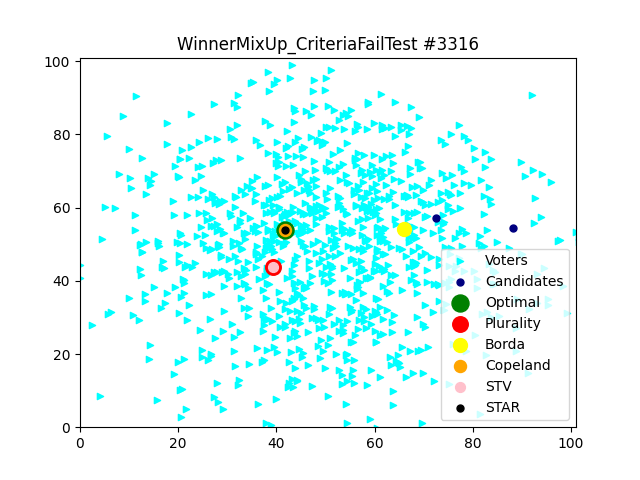 WinnerMixUp_CriteriaFailTest #3316
100
80
60
40
20
0
0 20 40 60 80 100
Voters
Candidates
Optimal
Plurality
Borda
Copeland
STV
STAR